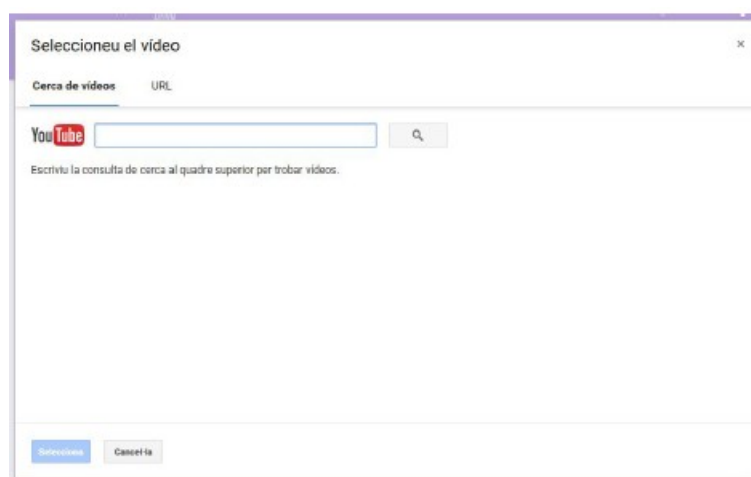 Seleccioneu el vídeo
×
Cerca de vídeos URL
YouTube
Escriviu la consulta de cerca al quadre superior per trobar vídeos.
Selecciona Cancel·la